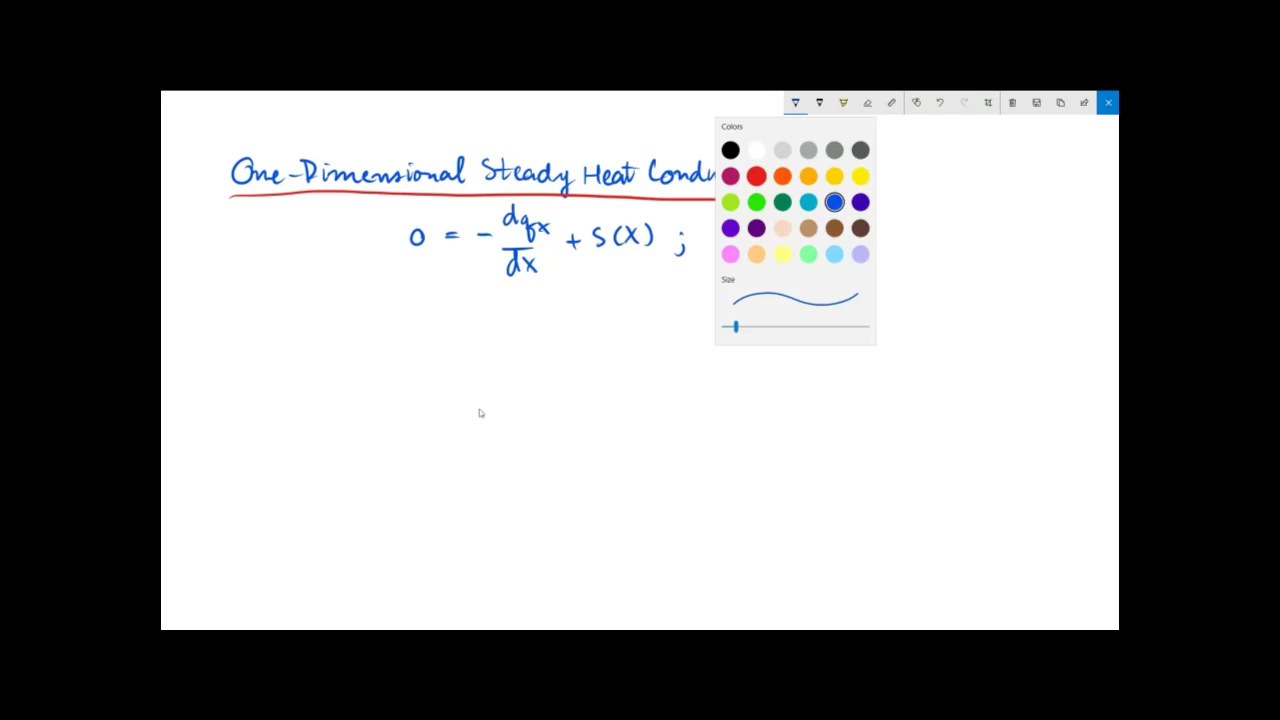 Colors
One-Dimensional Steady Heat Condu
0 = - dqx/dx + S(X) ;
Size